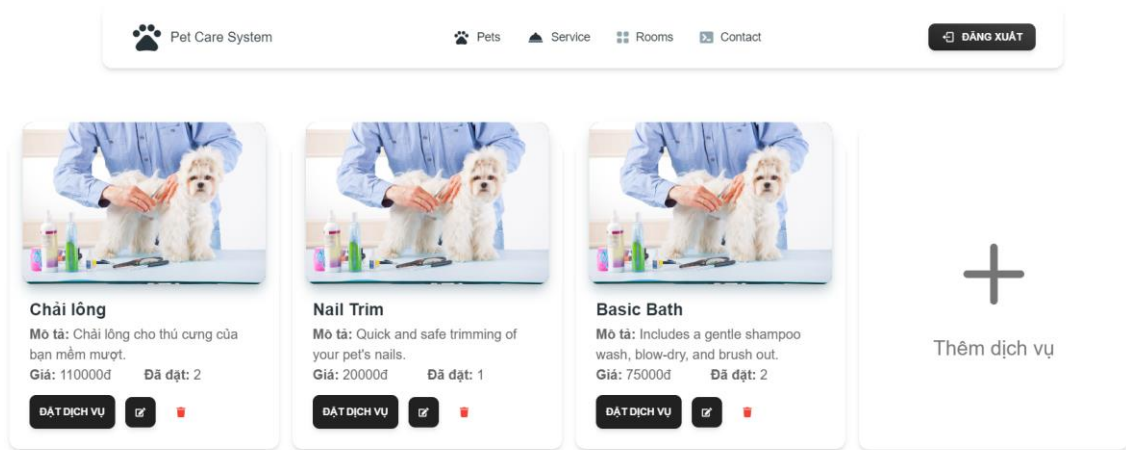 Pet Care System
Pets
Service
Rooms
Contact
ĐĂNG XUẤT
Chải lông
Mô tả: Chải lông cho thú cưng của
bạn mềm mượt.
Giá: 110000đ Đã đặt: 2
ĐẶT DỊCH VỤ
Nail Trim
Mô tả: Quick and safe trimming of
your pet's nails.
Giá: 20000đ Đã đặt: 1
ĐẶT DỊCH VỤ
Basic Bath
Mô tả: Includes a gentle shampoo
wash, blow-dry, and brush out.
Giá: 75000đ Đã đặt: 2
ĐẶT DỊCH VỤ
Thêm dịch vụ